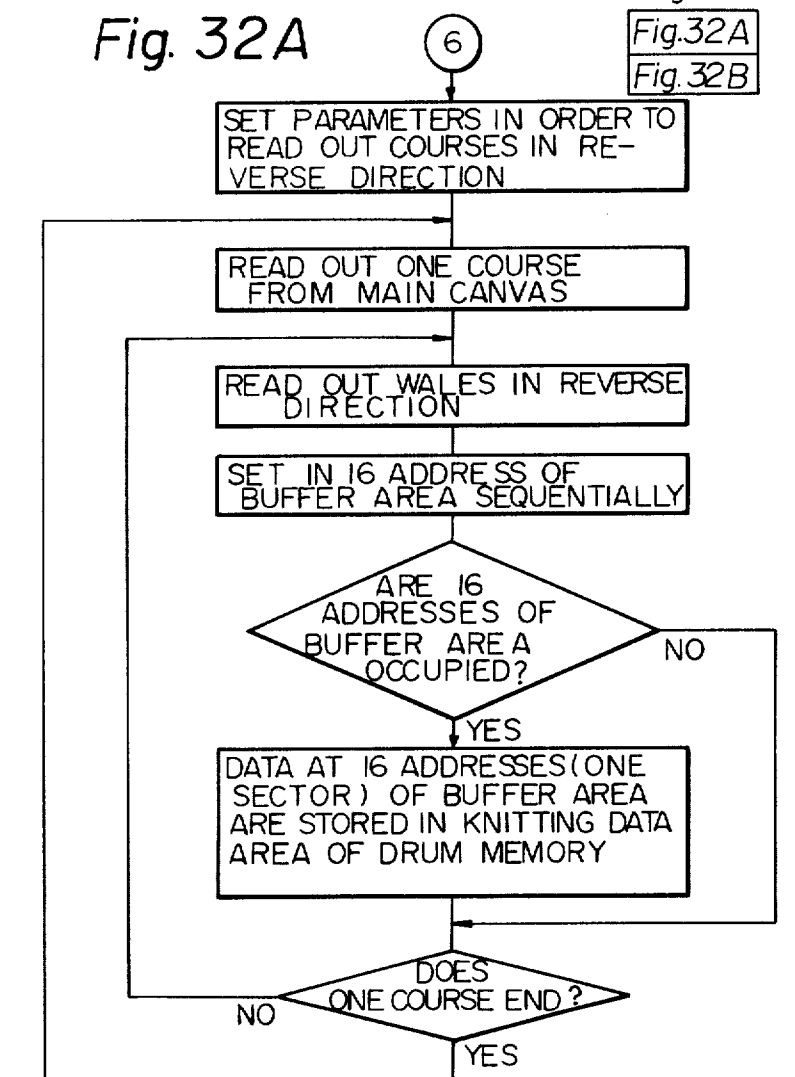 Fig. 32A
6
Fig.32A
Fig.32B
SET PARAMETERS IN ORDER TO
READ OUT COURSES IN RE-
VERSE DIRECTION
READ OUT ONE COURSE
FROM MAIN CANVAS
READ OUT WALES IN REVERSE
DIRECTION
SET IN 16 ADDRESS OF
BUFFER AREA SEQUENTIALLY
ARE 16
ADDRESSES OF
BUFFER AREA
OCCUPIED?
NO
YES
DATA AT 16 ADDRESSES (ONE
SECTOR) OF BUFFER AREA
ARE STORED IN KNITTING DATA
AREA OF DRUM MEMORY
DOES
ONE COURSE END?
NO
YES